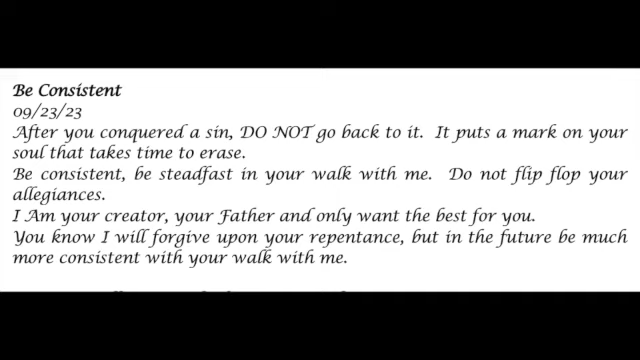 Be Consistent
09/23/23
After you conquered a sin, DO NOT go back to it. It puts a mark on your
soul that takes time to erase.
Be consistent, be steadfast in your walk with me. Do not flip flop your
allegiances.
I Am your creator, your Father and only want the best for you.
You know I will forgive upon your repentance, but in the future be much
more consistent with your walk with me.